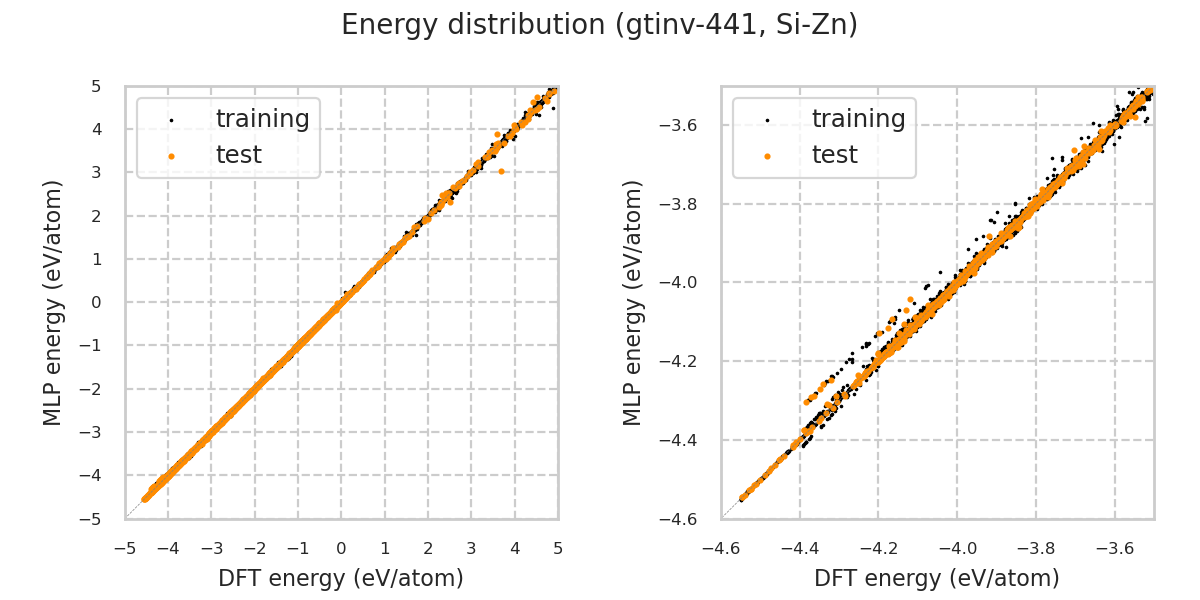 Energy distribution (gtinv-441, Si-Zn)
MLP energy (eV/atom)
5
4
3
2
1
0
−1
−2
−3
−4
−5
training
test
−5 −4 −3 −2 −1 0 1 2 3 4 5
DFT energy (eV/atom)
MLP energy (eV/atom)
−3.6
−3.8
−4.0
−4.2
−4.4
−4.6
training
test
−4.6 −4.4 −4.2 −4.0 −3.8 −3.6
DFT energy (eV/atom)